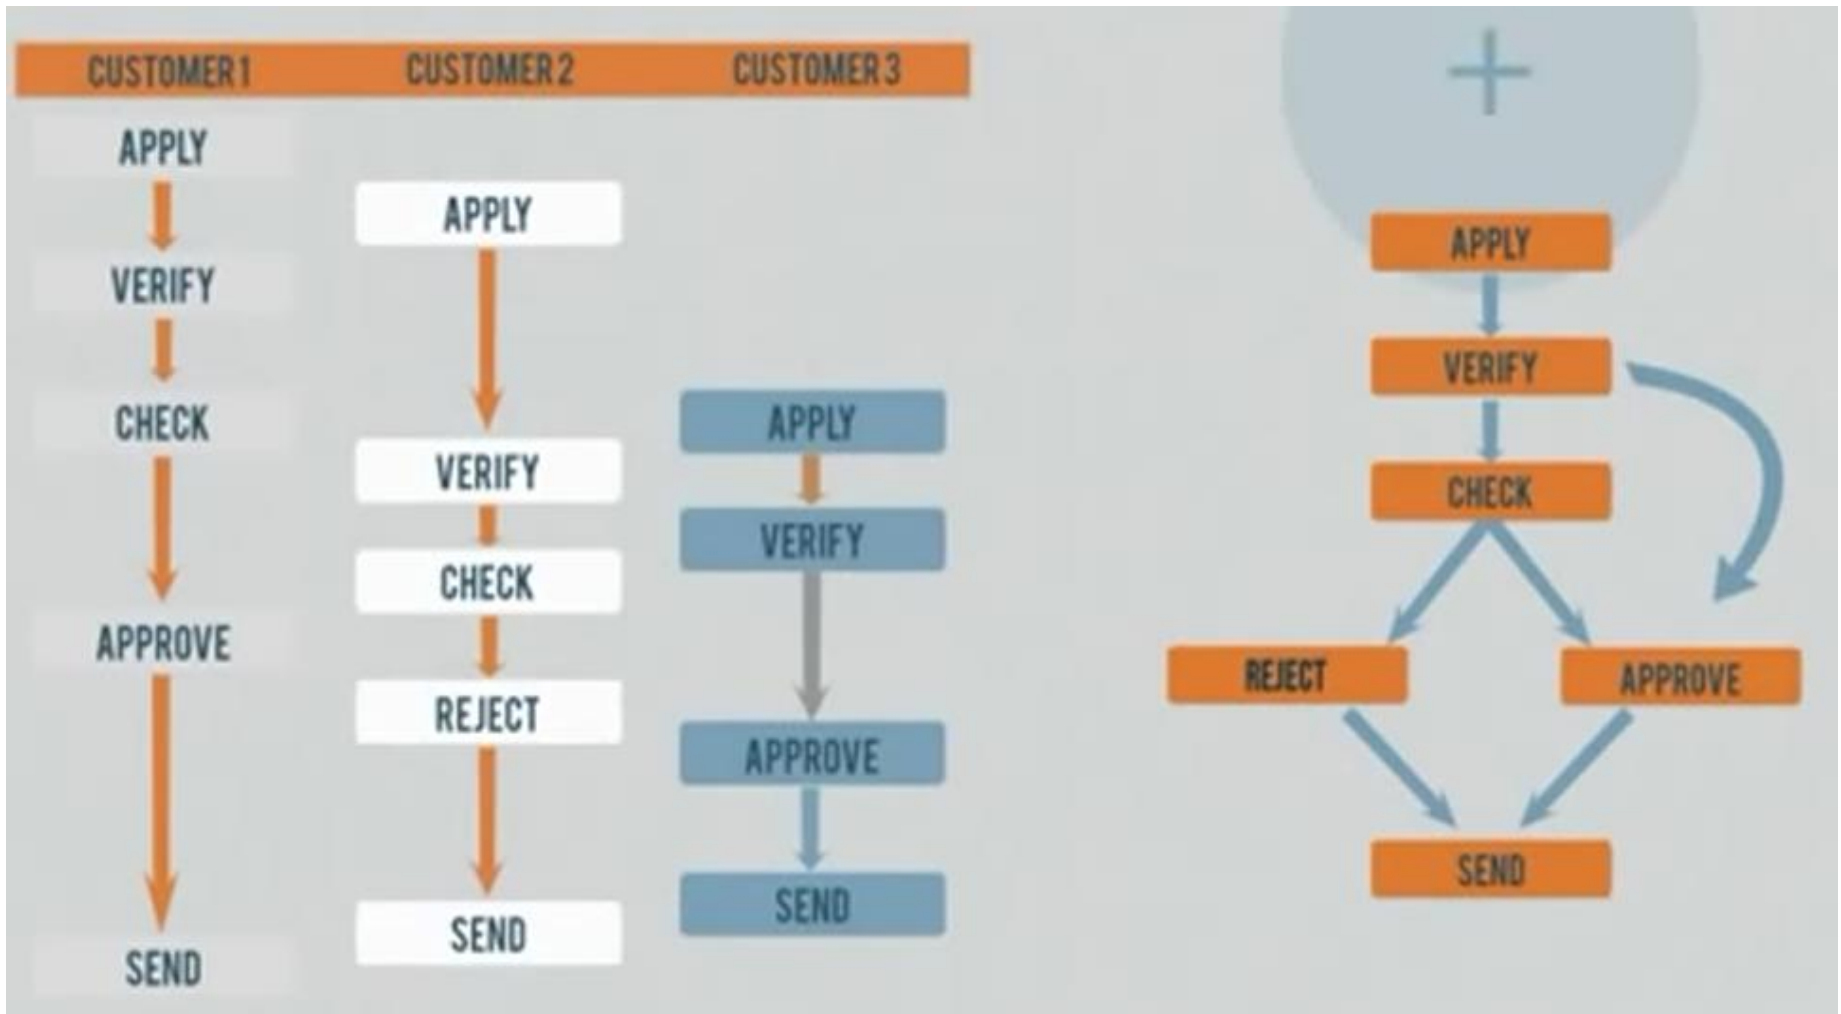 CUSTOMER 1
CUSTOMER 2
CUSTOMER 3
APPLY
VERIFY
CHECK
APPROVE
SEND
APPLY
VERIFY
CHECK
REJECT
SEND
APPLY
VERIFY
APPROVE
SEND
+
APPLY
VERIFY
CHECK
REJECT
APPROVE
SEND